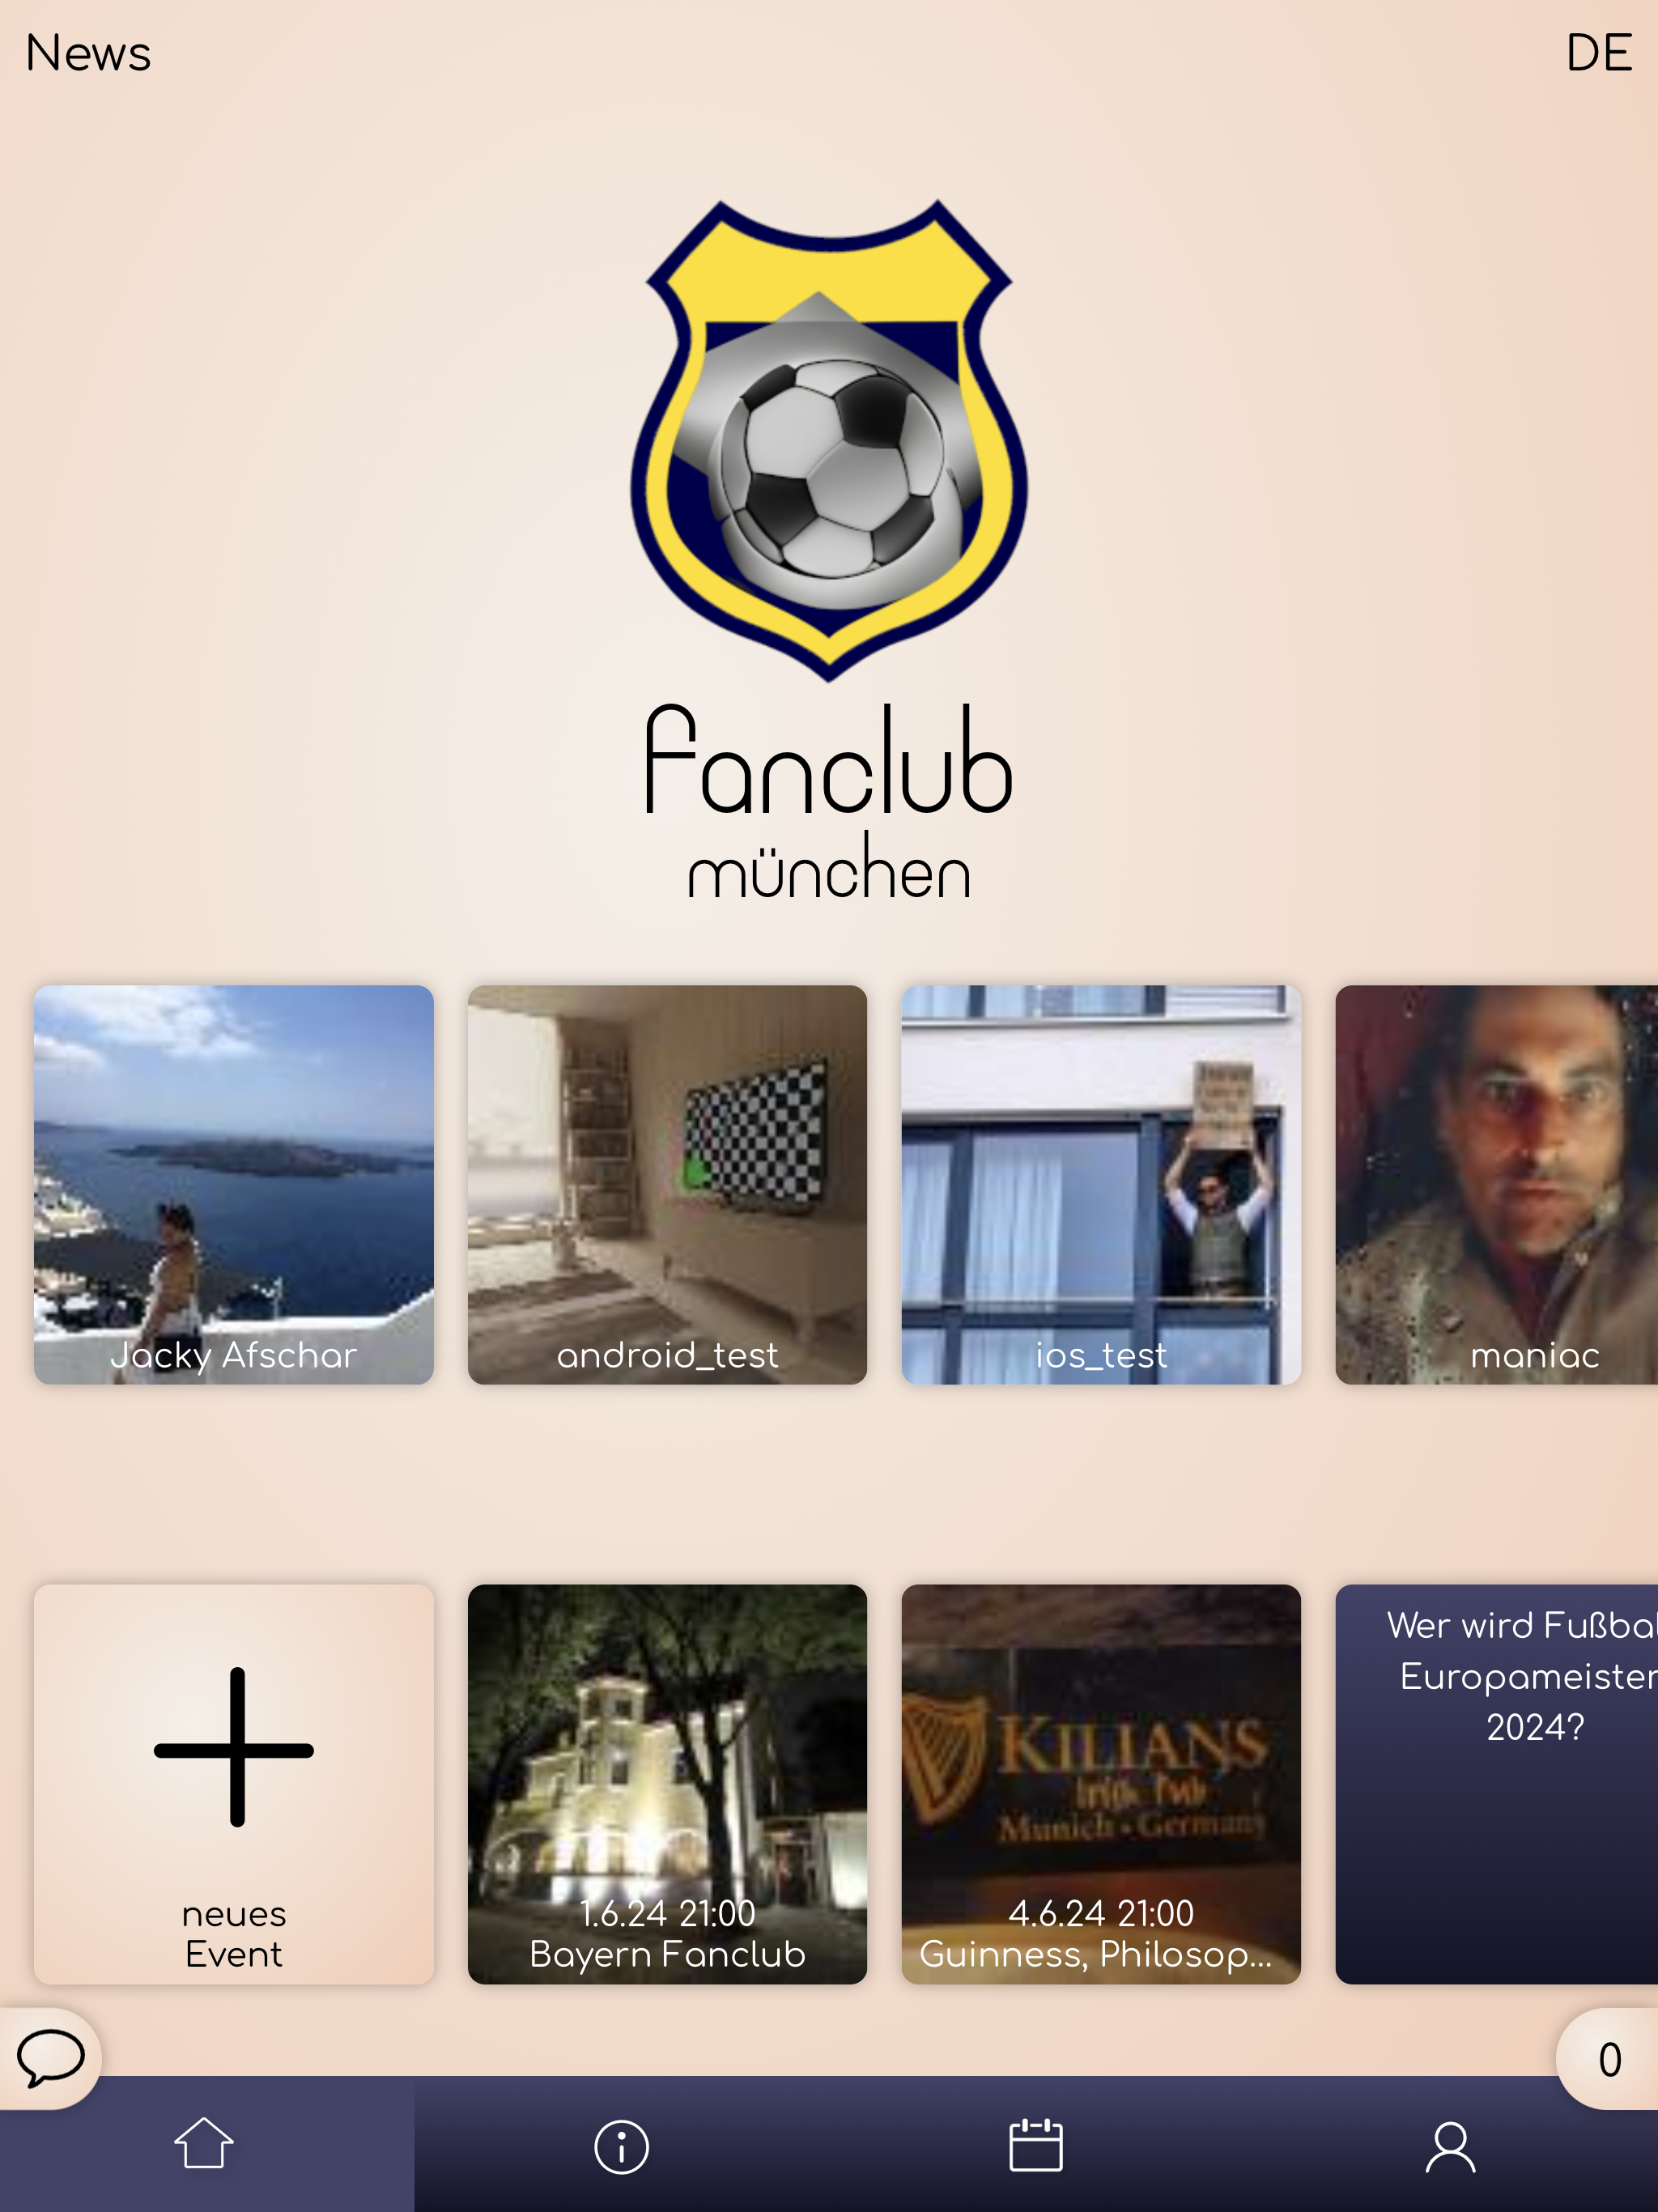 News
DE
fanclub
münchen
Jacky Afschar
android_test
ios_test
maniac
neues
Event
1.6.24 21:00
Bayern Fanclub
KILIANS
Irish Pub
Munich • Germany
4.6.24 21:00
Guinness, Philosop...
Wer wird Fußbal
Europameister
2024?
0